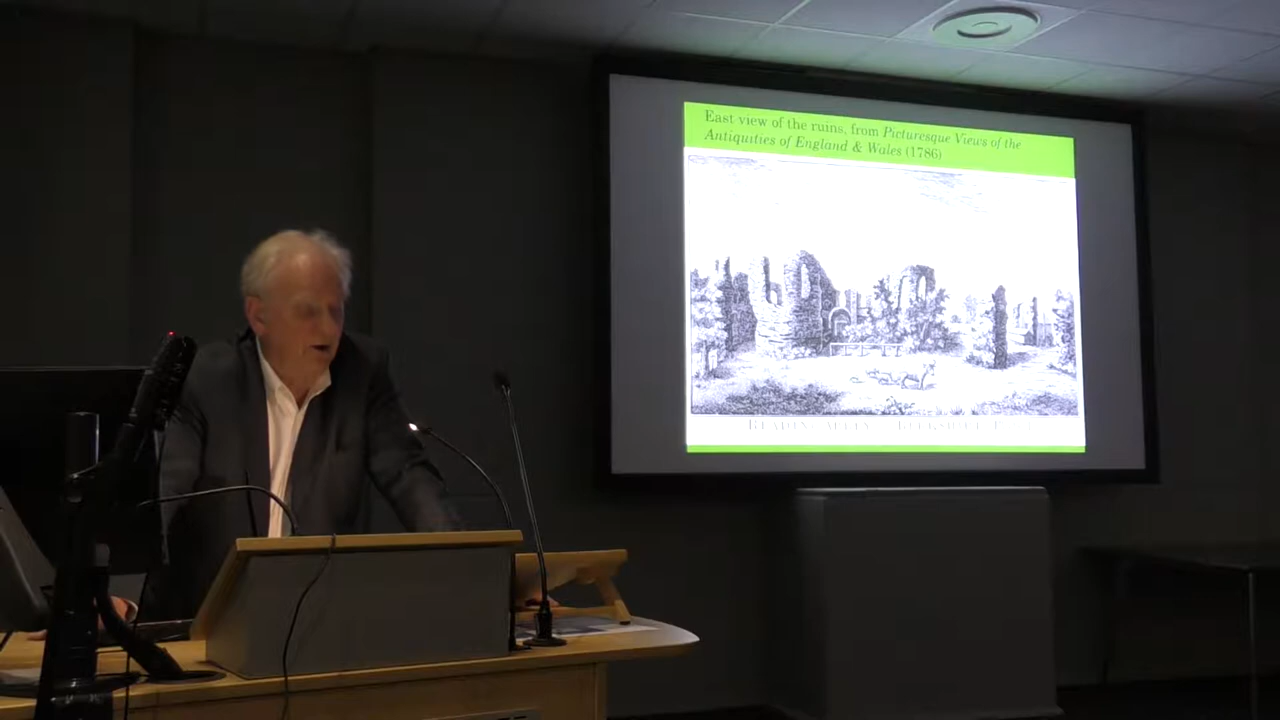 East view of the ruins, from Picturesque Views of the
Antiquities of England & Wales (1786)